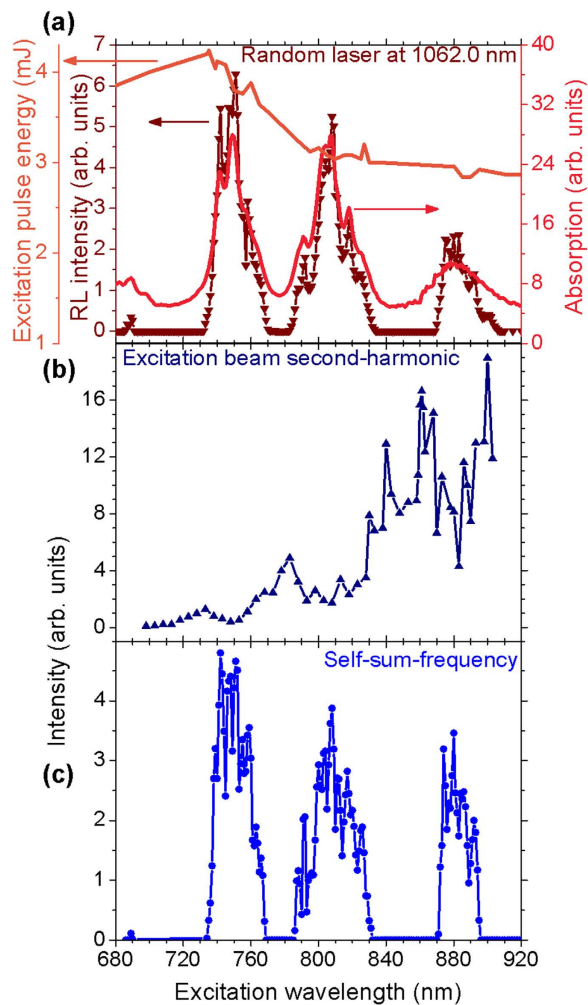 (a)
Random laser at 1062.0 nm
Excitation pulse energy (mJ)
4
3
2
1
RL intensity (arb. units)
7
6
5
4
3
2
1
0
40
32
24
16
8
0
Absorption (arb. units)
(b)
Excitation beam second-harmonic
16
12
8
4
0
Intensity (arb. units)
Self-sum-frequency
(c)
4
3
2
1
0
680 720 760 800 840 880 920
Excitation wavelength (nm)